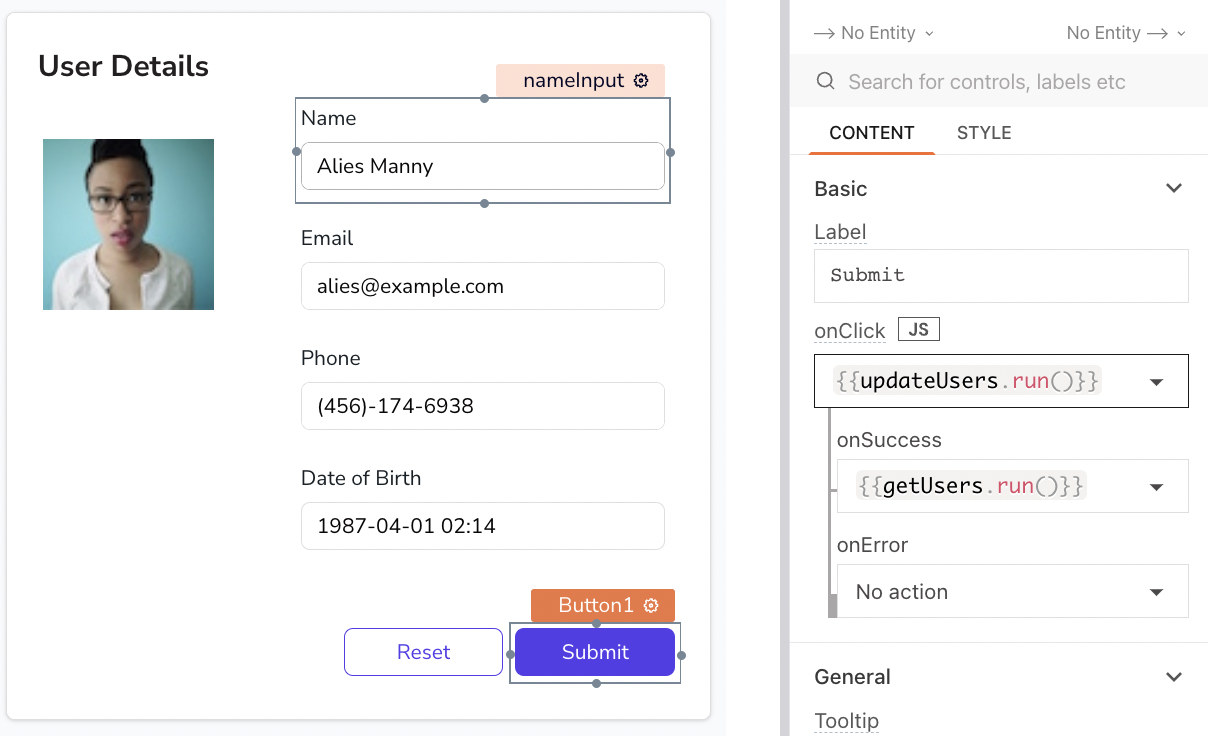 User Details
nameInput
Name
Alies Manny
Email
alies@example.com
Phone
(456)-174-6938
Date of Birth
1987-04-01 02:14
Button1
Reset
Submit
No Entity
No Entity
Search for controls, labels etc
CONTENT
STYLE
Basic
Label
Submit
onClick JS
{{updateUsers.run()}}
onSuccess
{{getUsers.run()}}
onError
No action
General
Tooltip